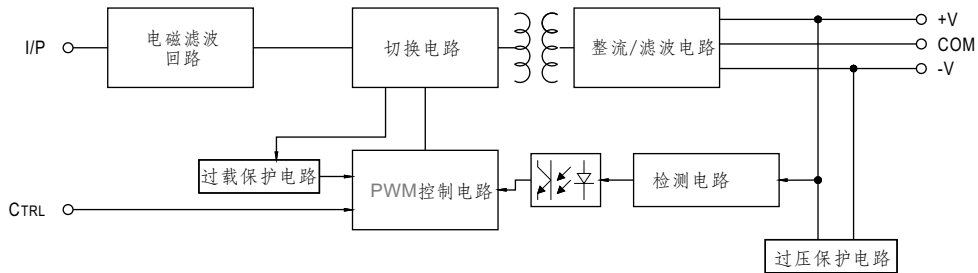 I/P
电磁滤波
回路
切换电路
整流/滤波电路
+V
COM
-V
过载保护电路
PWM控制电路
检测电路
CTRL
过压保护电路